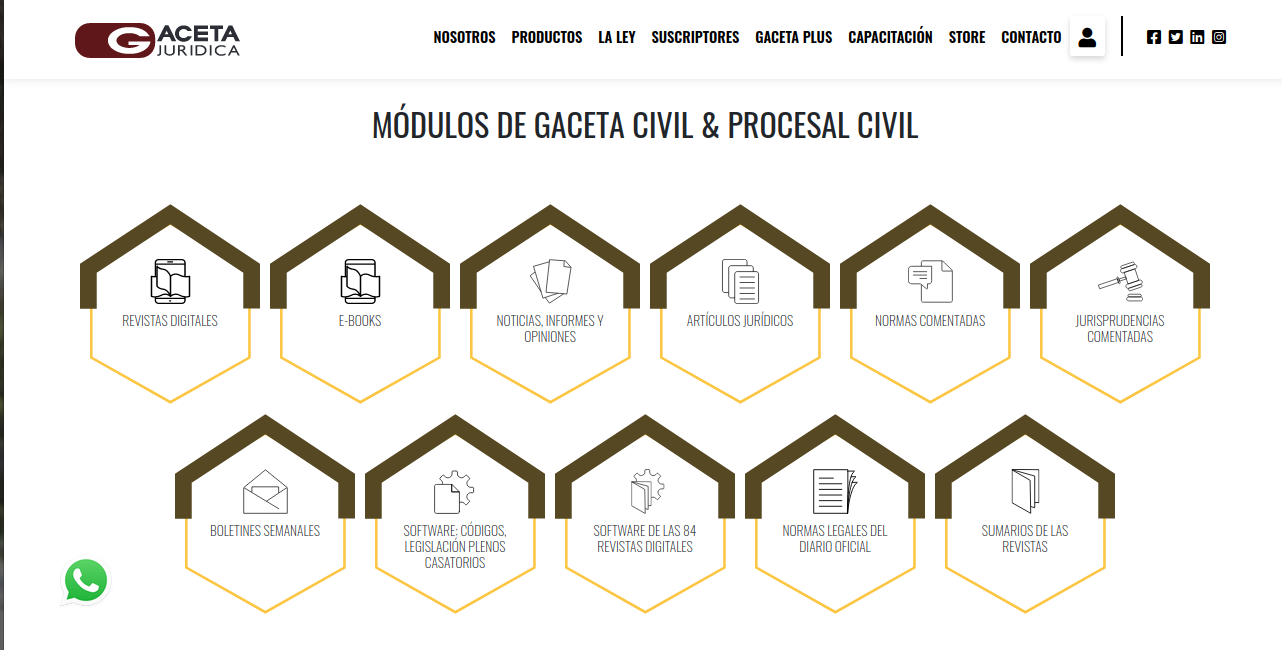 GACETA
JURIDICA
NOSOTROS PRODUCTOS LA LEY SUSCRIPTORES GACETA PLUS CAPACITACIÓN STORE CONTACTO
MÓDULOS DE GACETA CIVIL & PROCESAL CIVIL
REVISTAS DIGITALES
E-BOOKS
NOTICIAS, INFORMES Y
OPINIONES
ARTÍCULOS JURÍDICOS
NORMAS COMENTADAS
JURISPRUDENCIAS
COMENTADAS
BOLETINES SEMANALES
SOFTWARE: CÓDIGOS,
LEGISLACIÓN PLENOS
CASATORIOS
SOFTWARE DE LAS 84
REVISTAS DIGITALES
NORMAS LEGALES DEL
DIARIO OFICIAL
SUMARIOS DE LAS
REVISTAS